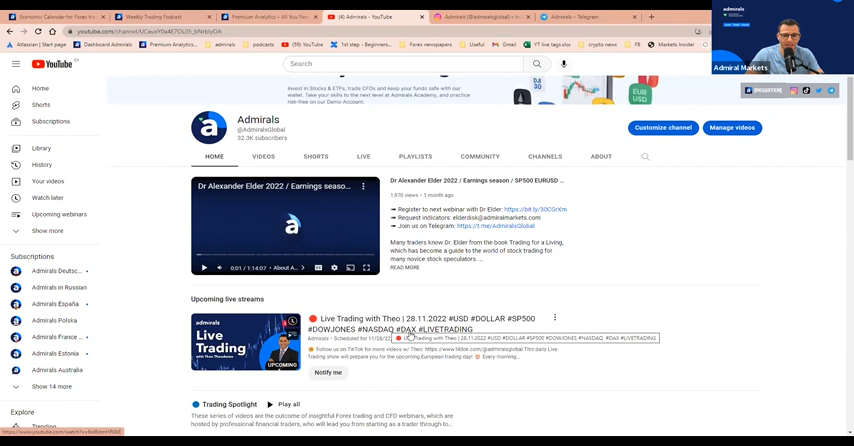 Economic Calendar for Forex tra
Weekly Trading Podcast
Premium Analytics – All You Need
(4) Admirals - YouTube
Admirals (@admiralsglobal) • Ins
Admirals – Telegram
youtube.com/channel/
Atlassian | Start page
Dashboard Admirals
admirals
podcasts
(59) YouTube
1st step - Beginners...
Forex newspapers
Useful
Gmail
YT live tags.xlsx
crypto news
FB
Markets Insider
Admiral Markets
REGISTER
YouTube
Search
Home
Shorts
Subscriptions
Library
History
Your videos
Watch later
Upcoming webinars
Show more
Subscriptions
Admirals Deutsc...
Admirals in Russian
Admirals España
Admirals Polska
Admirals France ...
Admirals Estonia
Admirals Australia
Show 14 more
Explore
Trending
Invest in Stocks & ETFs, trade CFDs and keep your funds safe with our
wallet. Take your skills to the next level at Admirals Academy, and practice
risk-free on our Demo Account.
DA
30
EUR
USD
Admirals
@AdmiralsGlobal
32.3K subscribers
Customize channel
Manage videos
HOME
VIDEOS
SHORTS
LIVE
PLAYLISTS
COMMUNITY
CHANNELS
ABOUT
Dr Alexander Elder 2022 / Earnings seaso...
0:01 / 1:14:07 · About A...
Dr Alexander Elder 2022 / Earnings season / SP500 EURUSD ...
1,970 views • 1 month ago
➟ Register to next webinar with Dr Elder: https://bit.ly/30CGrXm
➟ Request indicators: elderdisk@admiralmarkets.com
➟ Join us on Telegram: https://t.me/AdmiralsGlobal
Many traders know Dr. Elder from the book Trading for a Living,
which has become a guide to the world of stock trading for
many novice stock speculators. ...
READ MORE
Upcoming live streams
admirals
Live
Trading
with Theo Theodorou
UPCOMING
Live Trading with Theo | 28.11.2022 #USD #DOLLAR #SP500
#DOWJONES #NASDAQ #DAX #LIVETRADING
Live Trading with Theo | 28.11.2022 #USD #DOLLAR #SP500 #DOWJONES #NASDAQ #DAX #LIVETRADING
Admirals • Scheduled for 11/28/22,
Follow us on TikTok for more videos w/ Theo: https://www.tiktok.com/@admiralsglobal This daily Live
Trading show will prepare you for the upcoming European trading day! Every morning...
Notify me
Trading Spotlight
Play all
These series of videos are the outcome of insightful Forex trading and CFD webinars, which are
hosted by professional financial traders, who will lead you from starting as a trader through to...